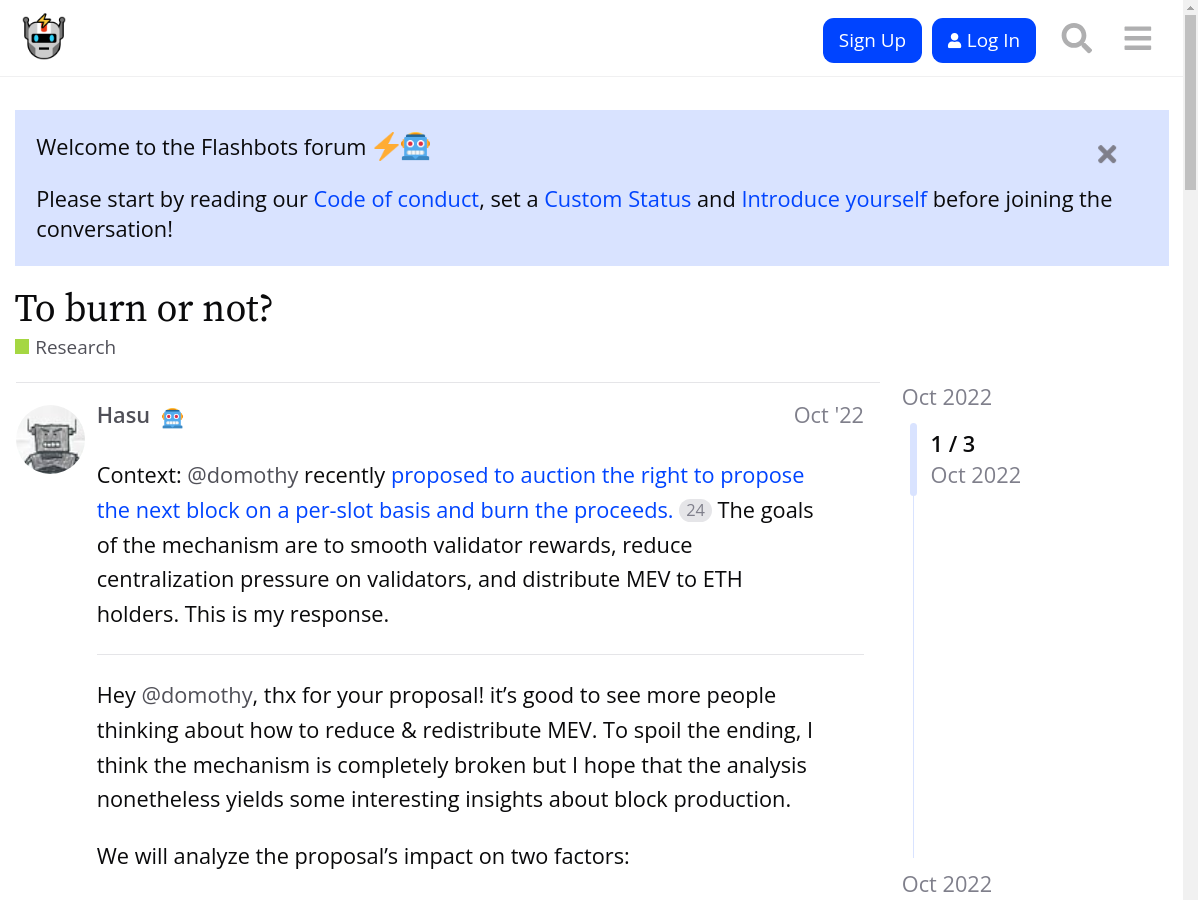 Sign Up
Log In
Welcome to the Flashbots forum
Please start by reading our Code of conduct, set a Custom Status and Introduce yourself before joining the
conversation!
To burn or not?
Research
Hasu
Oct '22
Context: @domothy recently proposed to auction the right to propose
the next block on a per-slot basis and burn the proceeds. 24 The goals
of the mechanism are to smooth validator rewards, reduce
centralization pressure on validators, and distribute MEV to ETH
holders. This is my response.
Hey @domothy, thx for your proposal! it’s good to see more people
thinking about how to reduce & redistribute MEV. To spoil the ending, I
think the mechanism is completely broken but I hope that the analysis
nonetheless yields some interesting insights about block production.
We will analyze the proposal’s impact on two factors:
Oct 2022
1 / 3
Oct 2022
Oct 2022